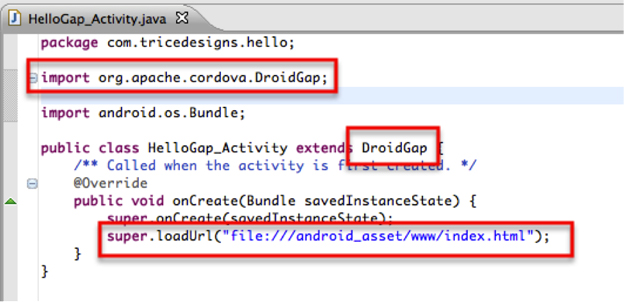 HelloGap_Activity.java
package com.tricedesigns.hello;
import org.apache.cordova.DroidGap;
import android.os.Bundle;
public class HelloGap_Activity extends DroidGap {
/** Called when the activity is first created. */
@Override
public void onCreate(Bundle savedInstanceState) {
super.onCreate(savedInstanceState);
super.loadUrl("file:///android_asset/www/index.html");
}
}